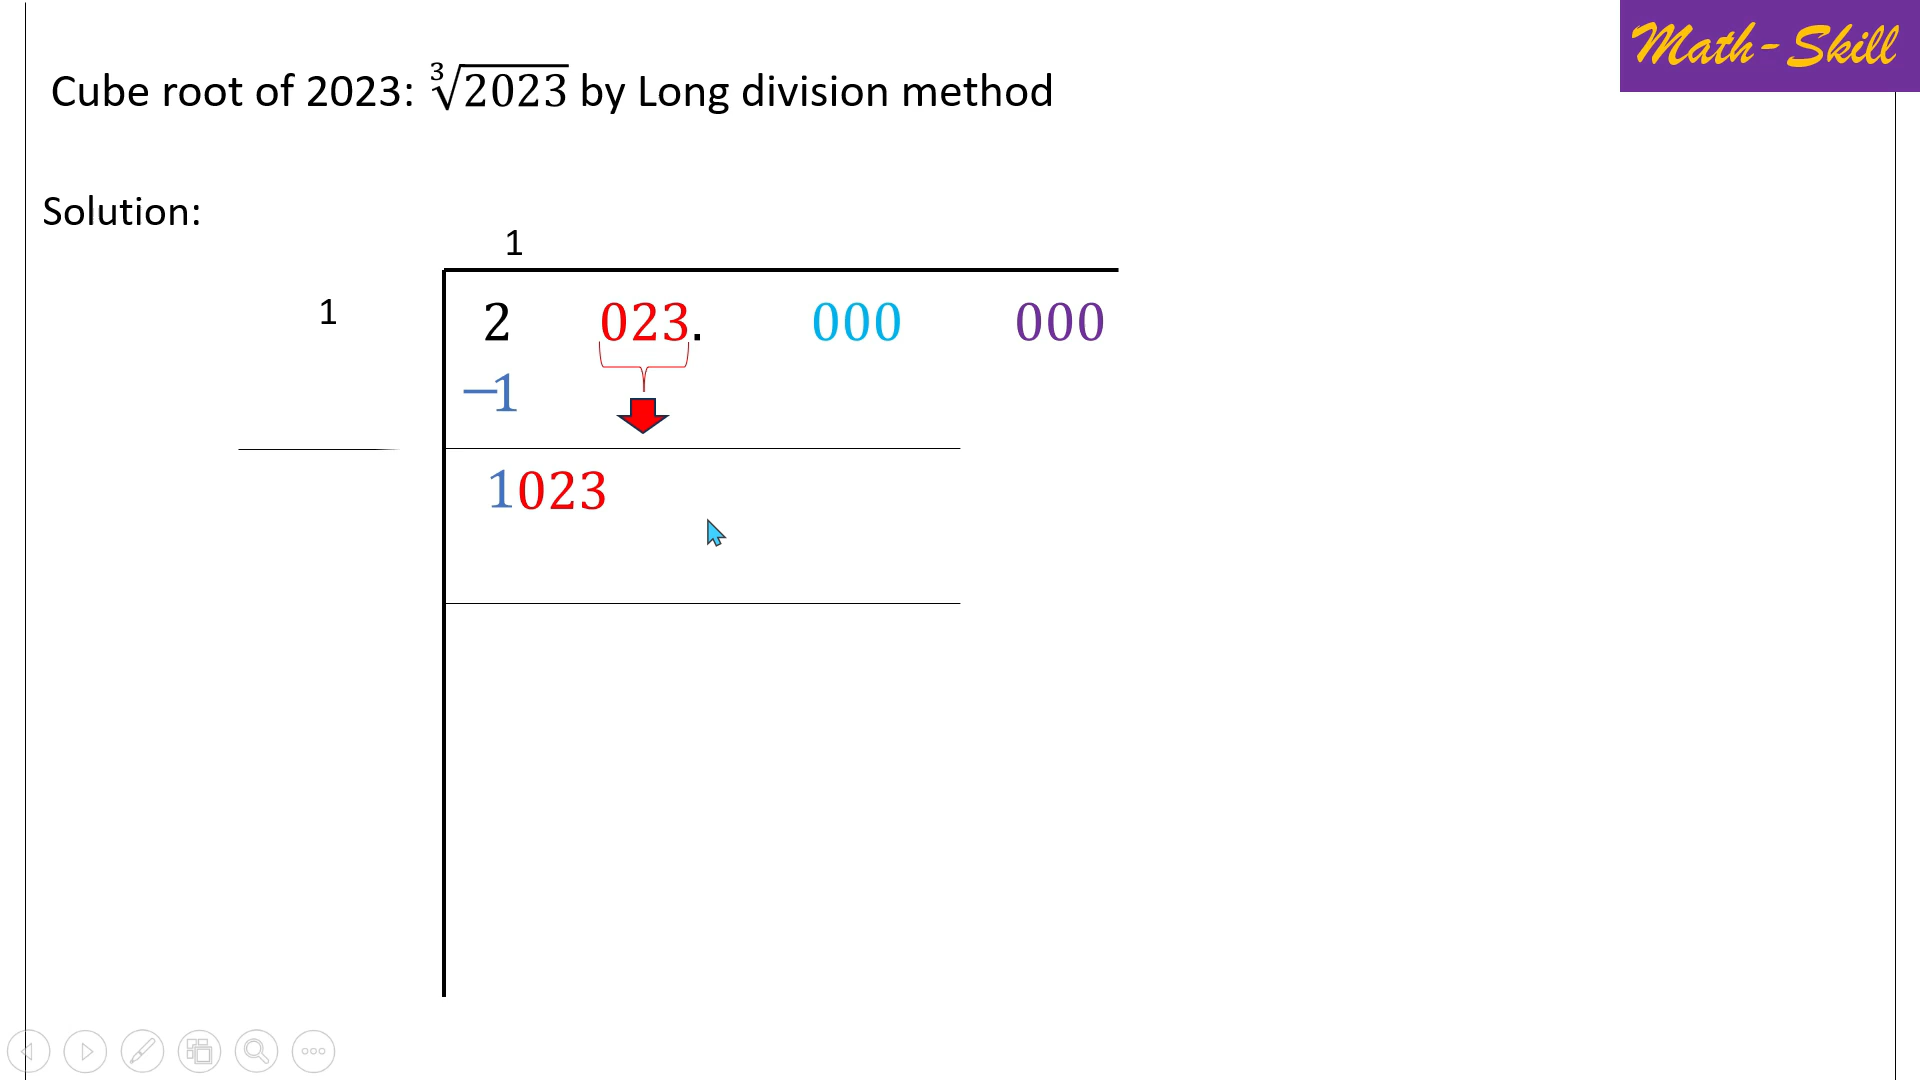 Math-Skill
Cube root of 2023: ∛2023 by Long division method
Solution:
1
1
2 023. 000 000
−1
1023